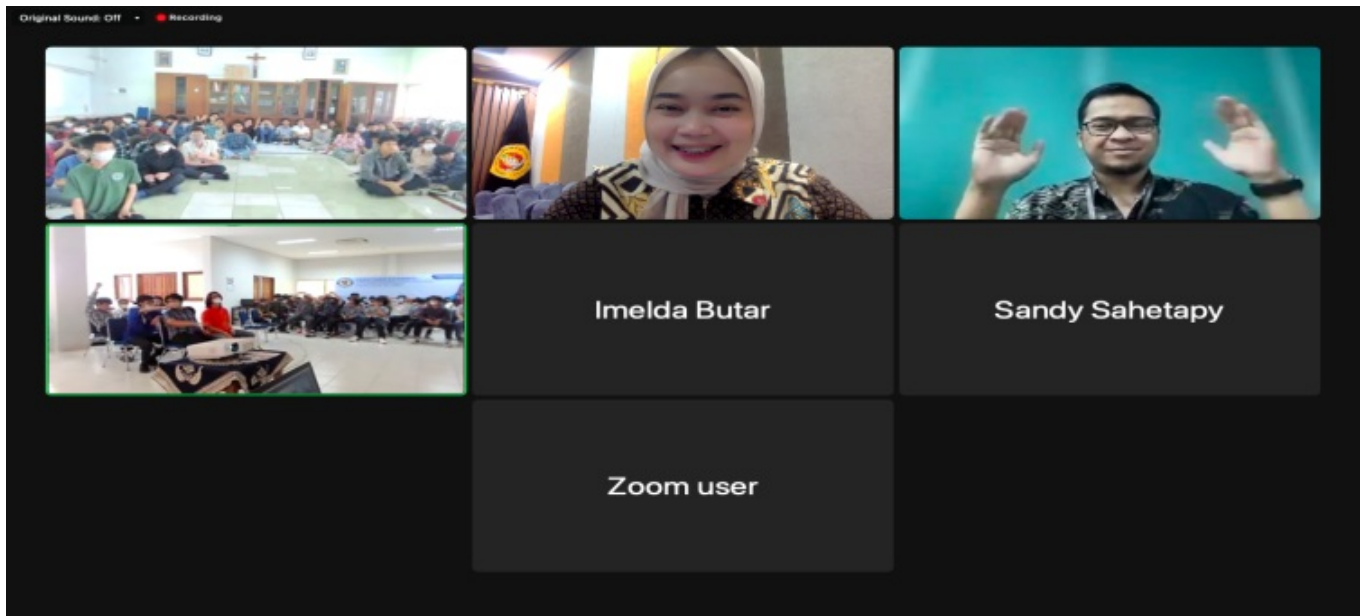 Original Sound: Off
Recording
Imelda Butar
Sandy Sahetapy
Zoom user